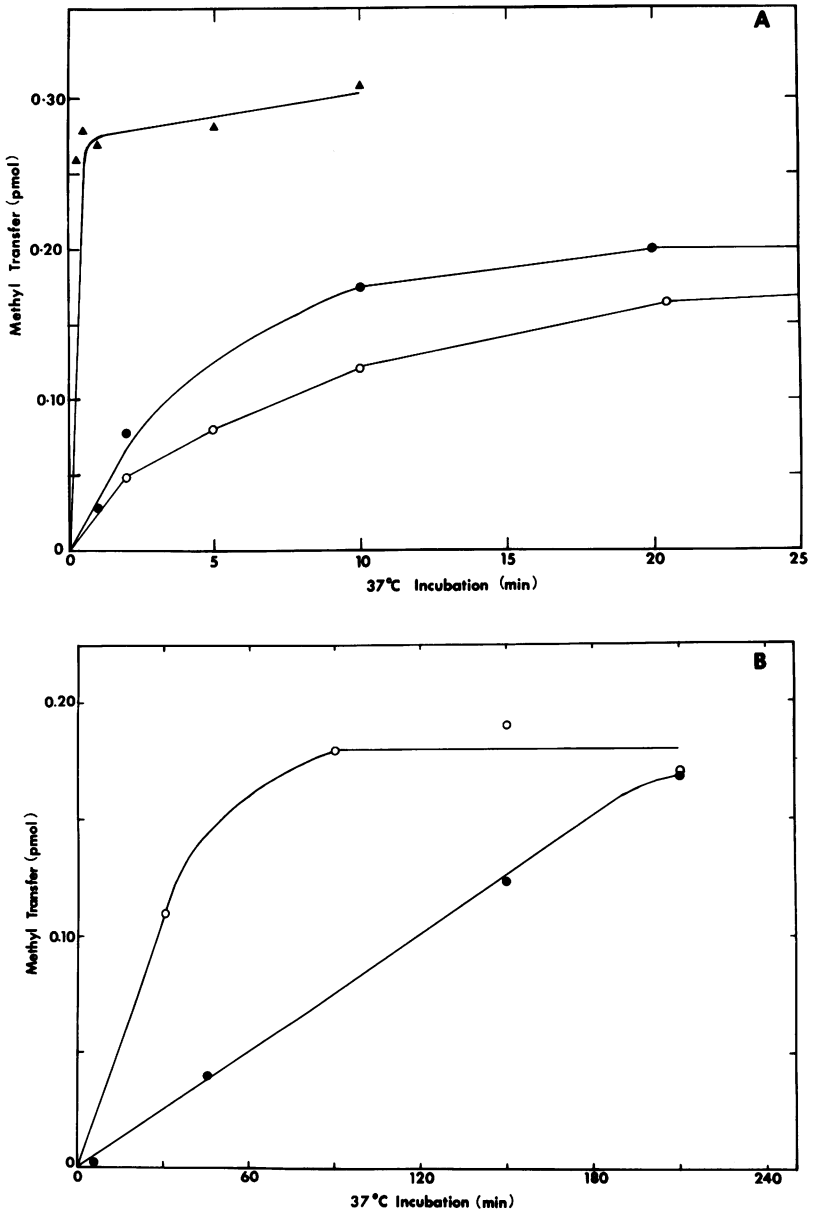 A
0·30
0·20
0·10
0
Methyl Transfer (pmol)
0 5 10 15 20 25
37°C Incubation (min)
B
0.20
0.10
0
Methyl Transfer (pmol)
0 60 120 180 240
37°C Incubation (min)